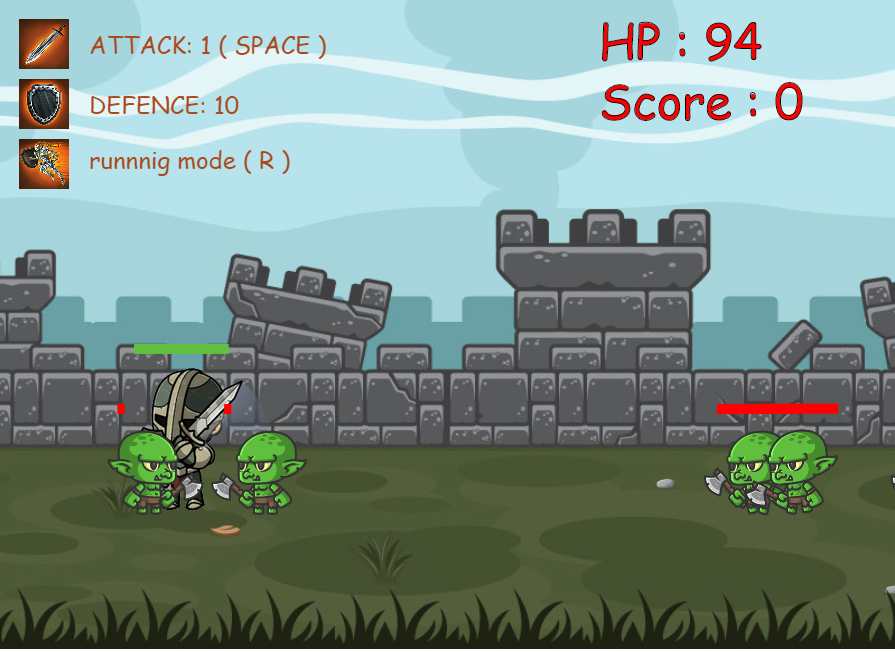 ATTACK: 1 ( SPACE )
DEFENCE: 10
runnnig mode ( R )
HP : 94
Score : 0